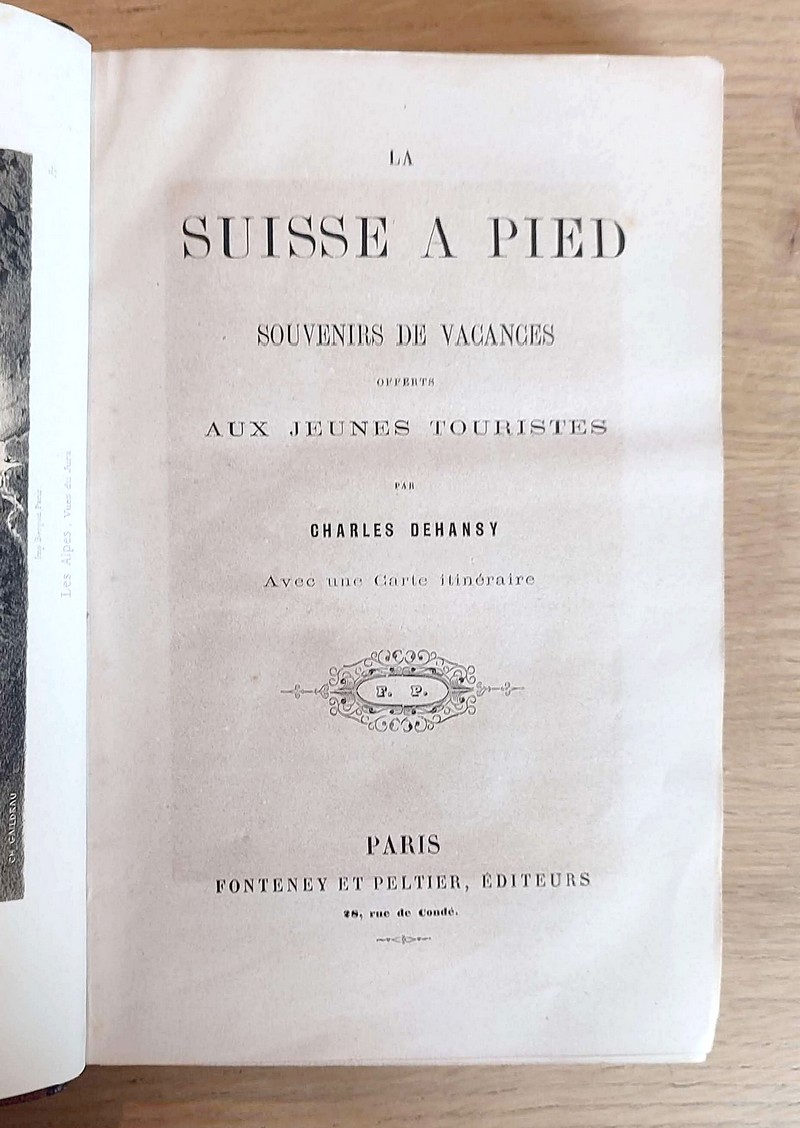 LA
SUISSE A PIED
SOUVENIRS DE VACANCES
OFFERTS
AUX JEUNES TOURISTES
PAR
CHARLES DEHANSY
Avec une Carte itinéraire
F. P.
PARIS
FONTENEY ET PELTIER, ÉDITEURS
28, rue de Condé.
Les Alpes, Vues du Jura